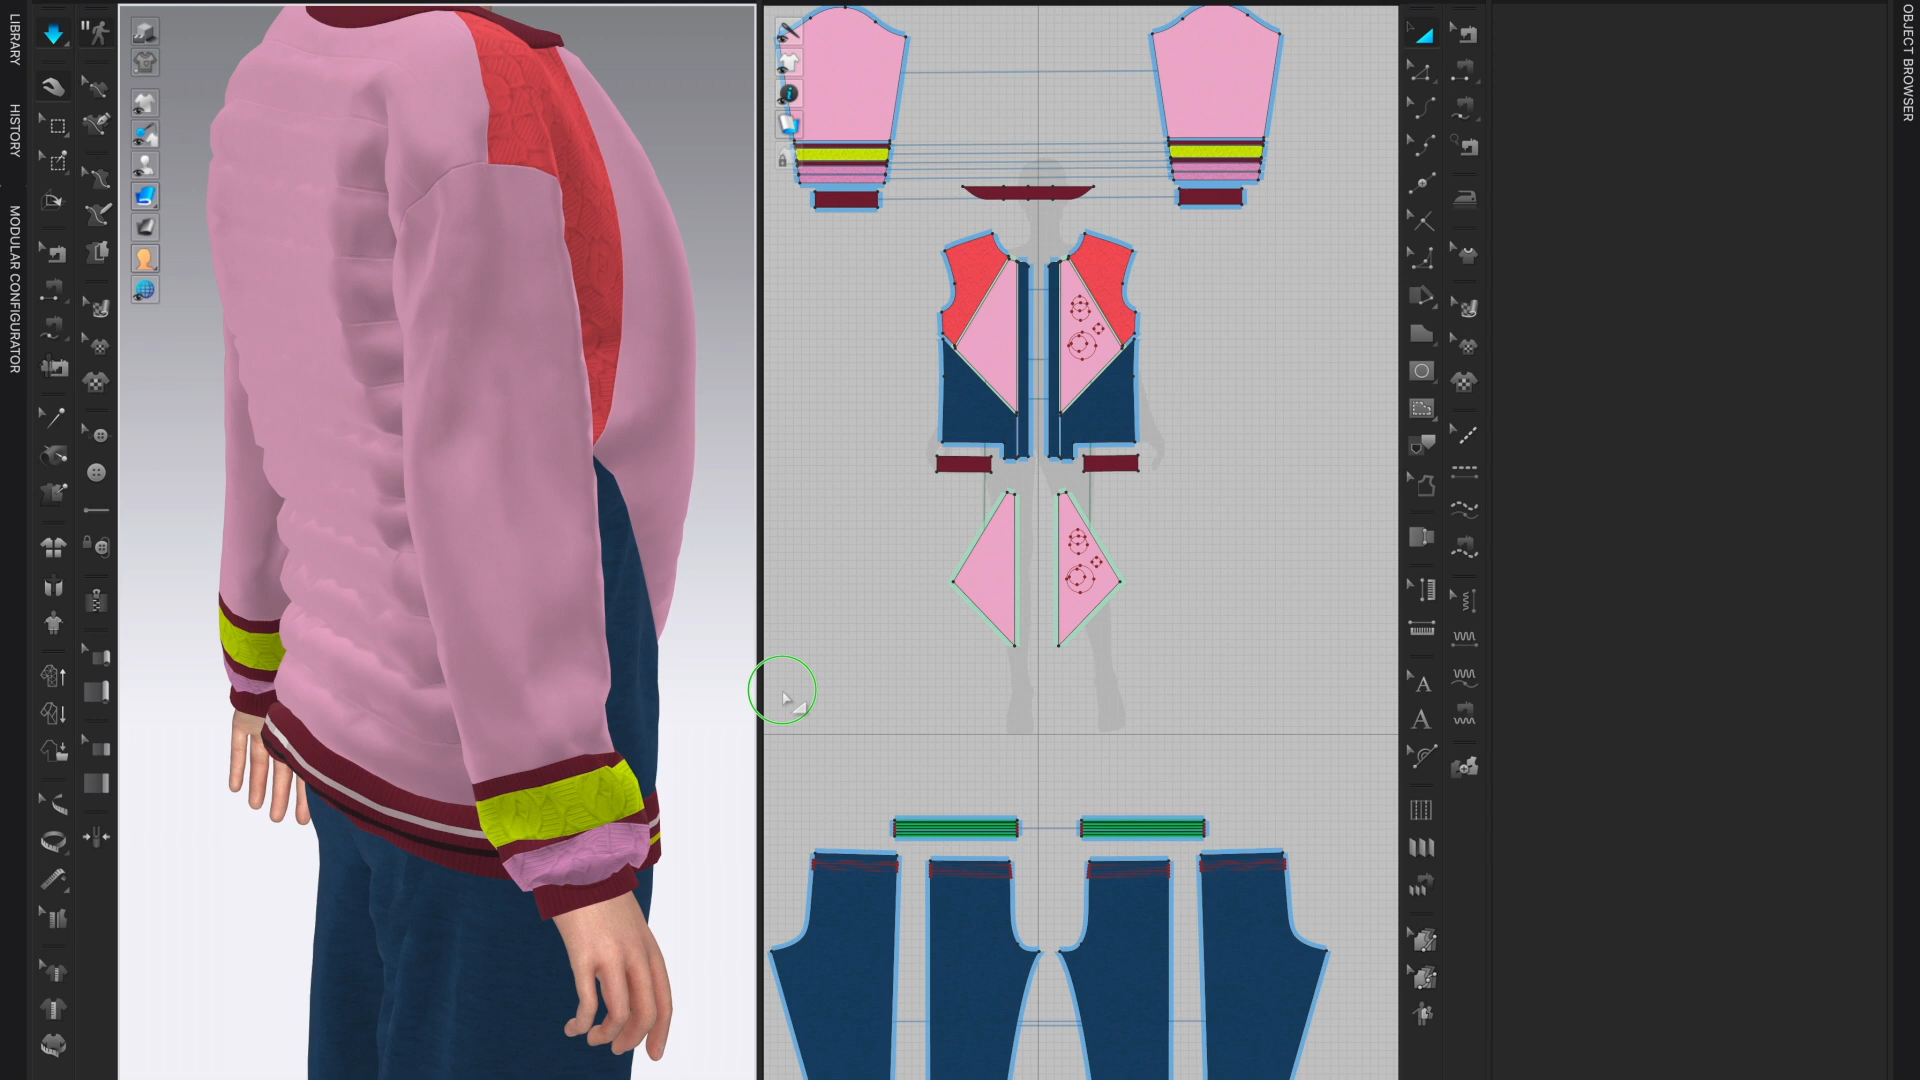 LIBRARY
HISTORY
MODULAR CONFIGURATOR
OBJECT BROWSER
A
A